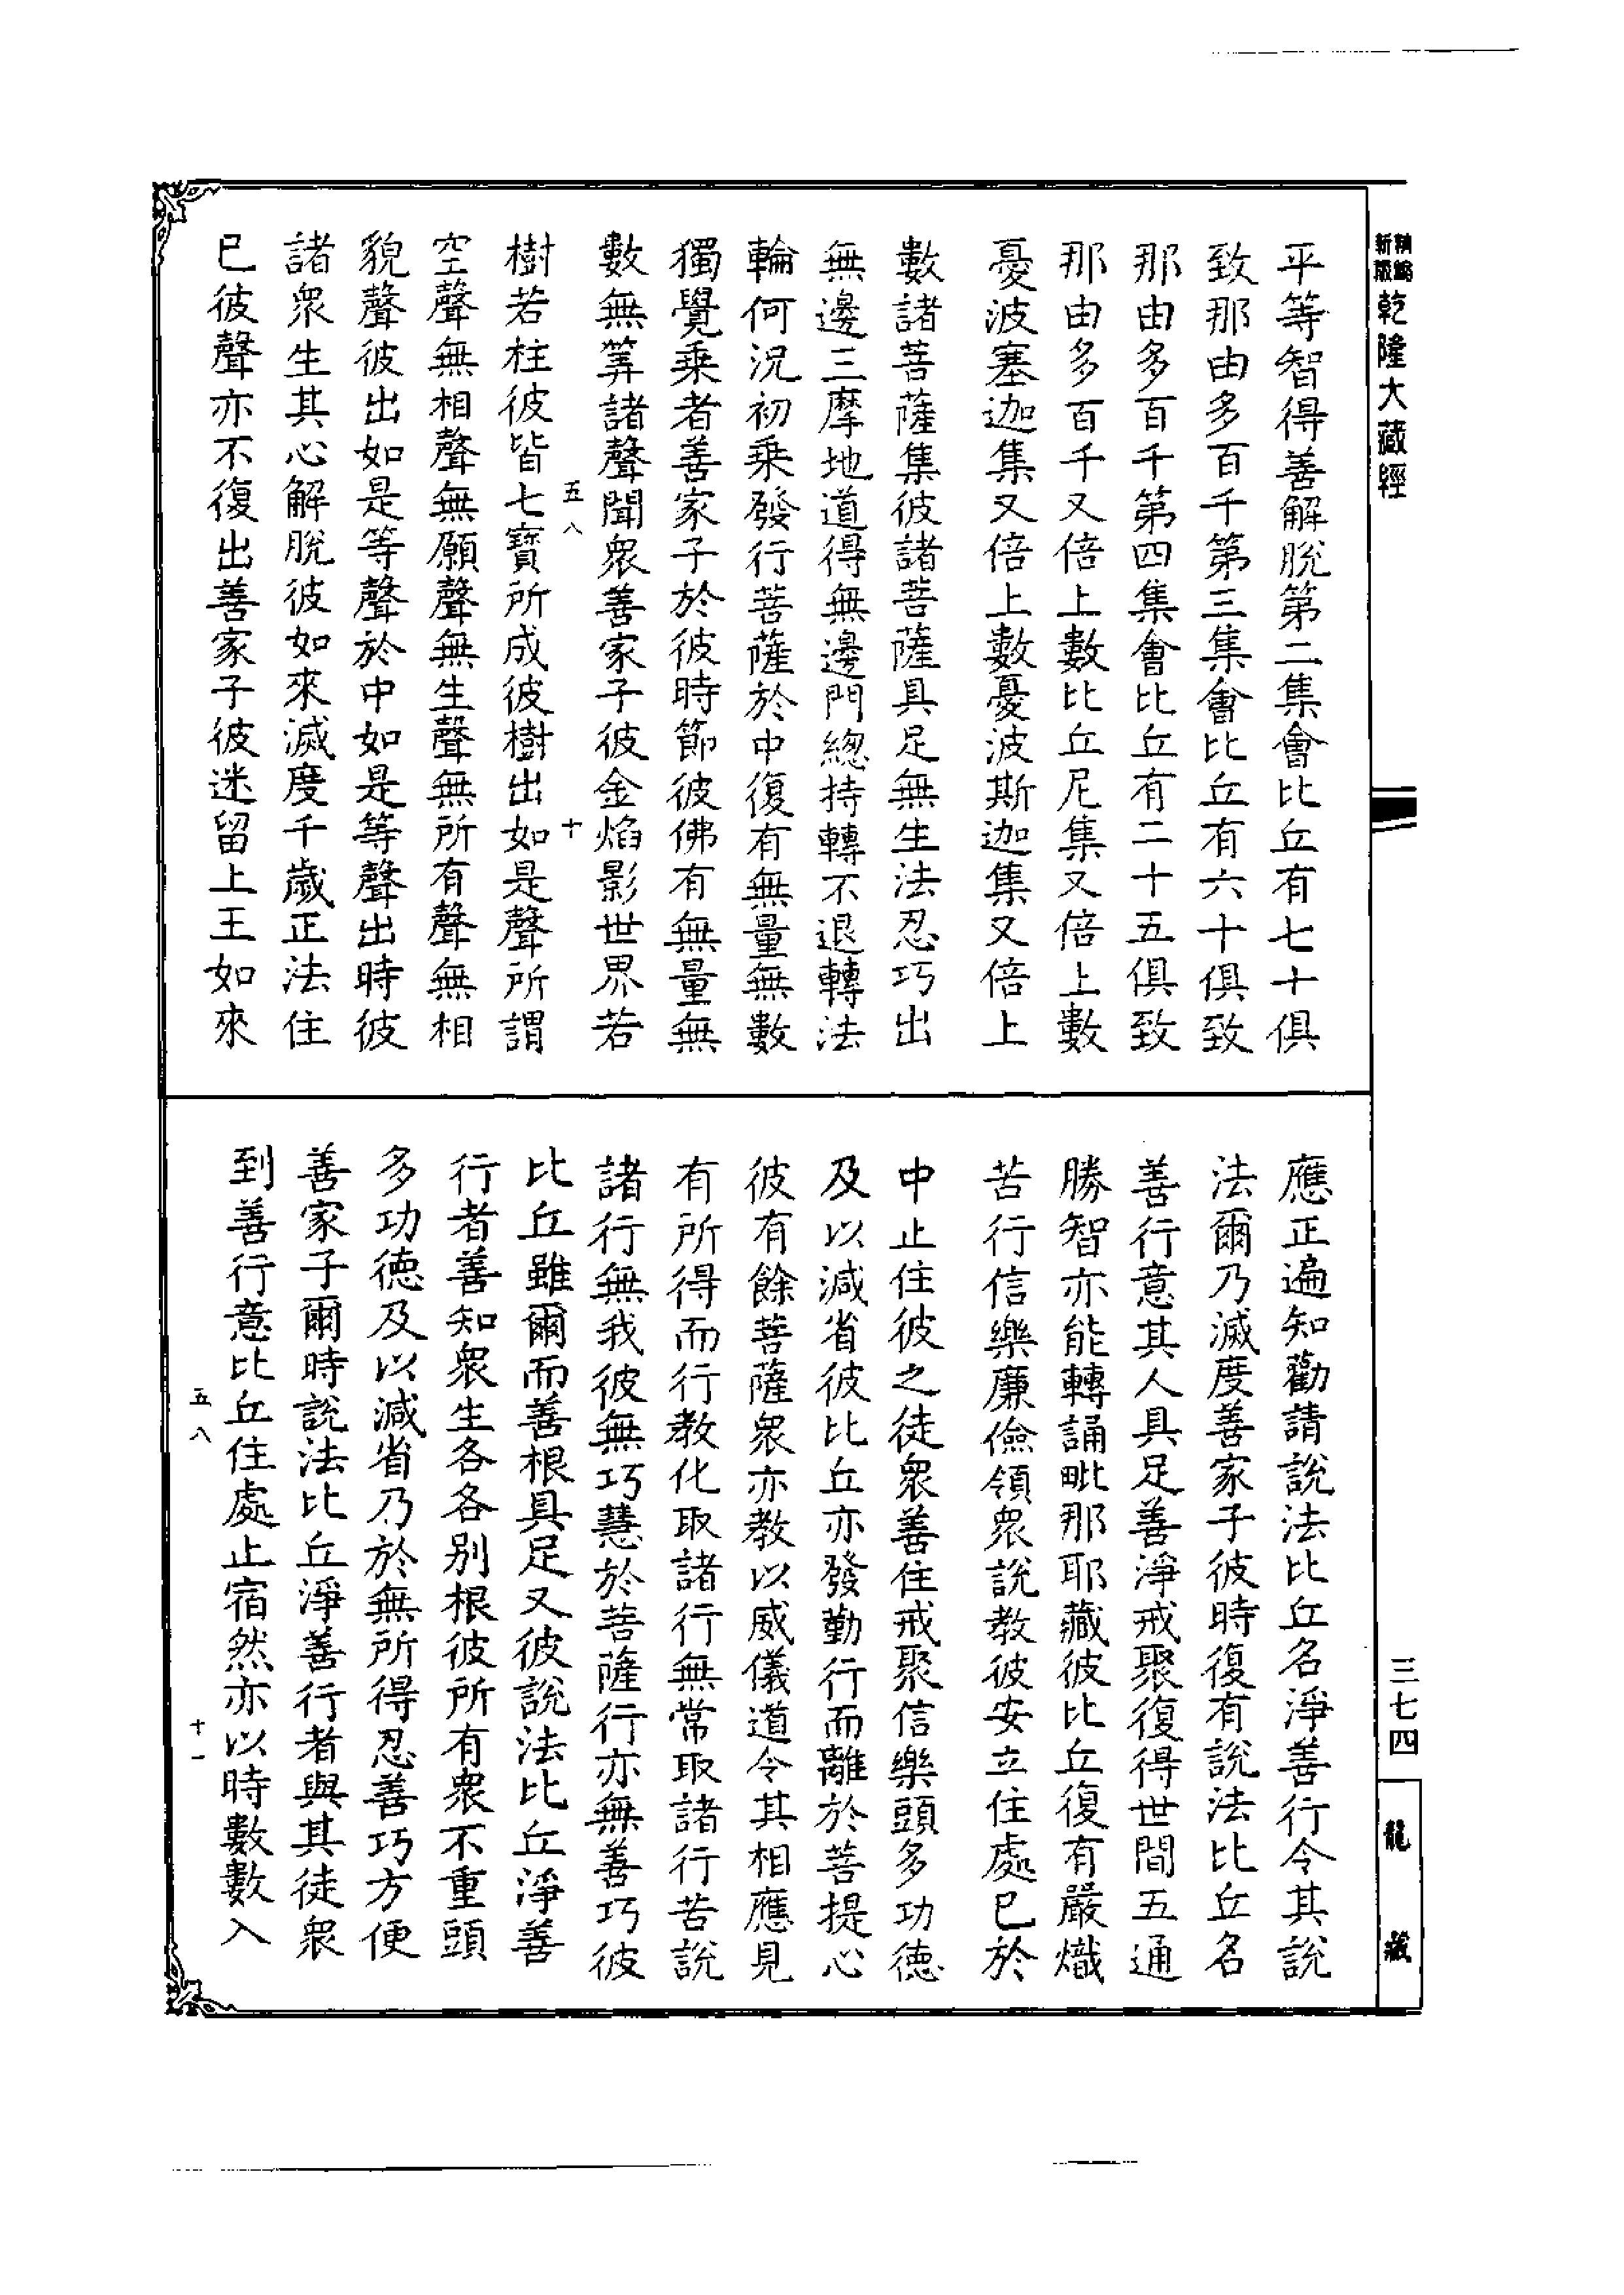 新編縮版
乾隆大藏經
平等智得善解脫第二集會比丘有七十俱
致那由多百千第三集會比丘有六十俱致
那由多百千第四集會比丘有二十五俱致
那由多百千又倍上數比丘尼集又倍上數
憂波塞迦集又倍上數憂波斯迦集又倍上
數諸菩薩集彼諸菩薩具足無生法忍巧出
無邊三摩地道得無邊門總持轉不退轉法
輪何況初乘發行菩薩於中復有無量無數
獨覺乘者善家子於彼時節彼佛有無量無
數無筭諸聲聞衆善家子彼金焰影世界若
五八 十
樹若柱彼皆七寶所成彼樹出如是聲所謂
空聲無相聲無願聲無生聲無所有聲無相
貌聲彼出如是等聲於中如是等聲出時彼
諸衆生其心解脫彼如來滅度千歲正法住
已彼聲亦不復出善家子彼迷留上王如來
應正遍知勸請說法比丘名淨善行令其說
法爾乃滅度善家子彼時復有說法比丘名
善行意其人具足善淨戒聚復得世間五通
勝智亦能轉誦毗那耶藏彼比丘復有嚴熾
苦行信樂廉儉領衆說教彼安立住處已於
中止住彼之徒衆善住戒聚信樂頭多功德
及以減省彼比丘亦發勤行而離於菩提心
彼有餘菩薩衆亦教以威儀道令其相應見
有所得而行教化取諸行無常取諸行苦說
諸行無我彼無巧慧於菩薩行亦無善巧彼
比丘雖爾而善根具足又彼說法比丘淨善
行者善知衆生各各別根彼所有衆不重頭
多功德及以減省乃於無所得忍善巧方便
善家子爾時說法比丘淨善行者與其徒衆
到善行意比丘住處止宿然亦以時數數入
五八 十一
三七四
龍藏